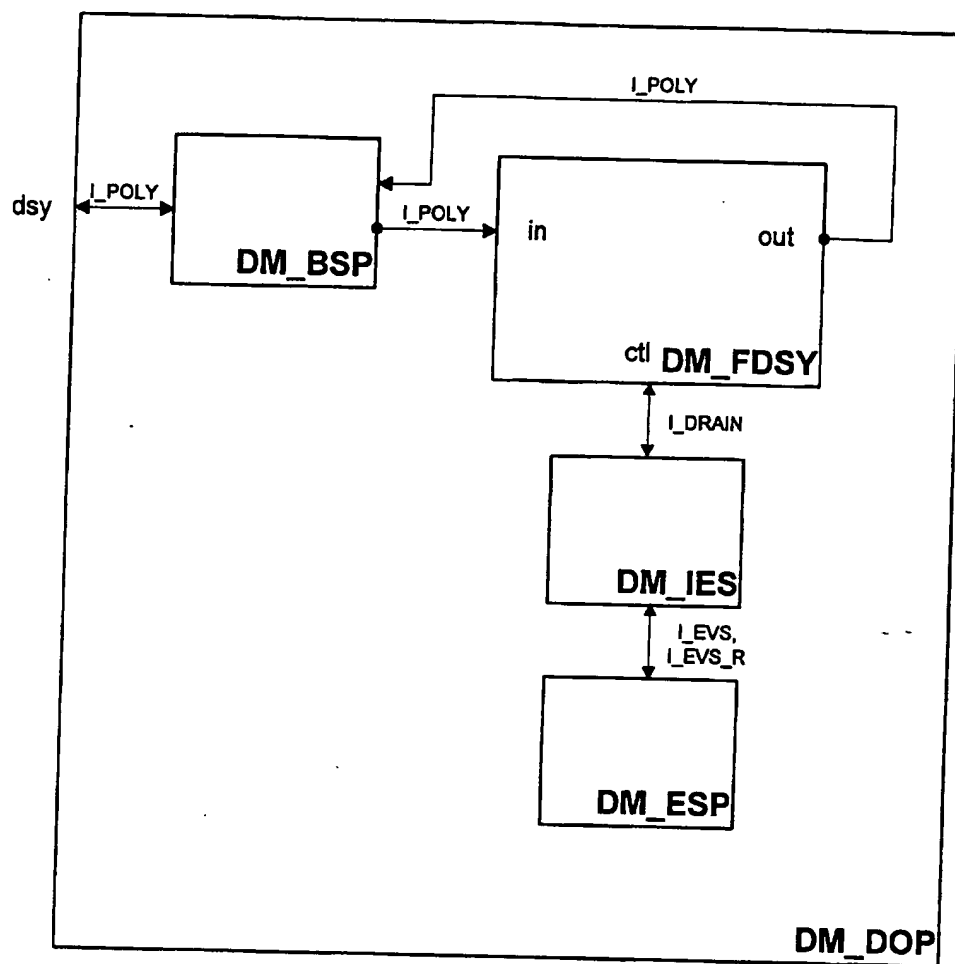 I_POLY
dsy
I_POLY
I_POLY
in
out
DM_BSP
ctl
DM_FDSY
I_DRAIN
DM_IES
I_EVS,
I_EVS_R
DM_ESP
DM_DOP